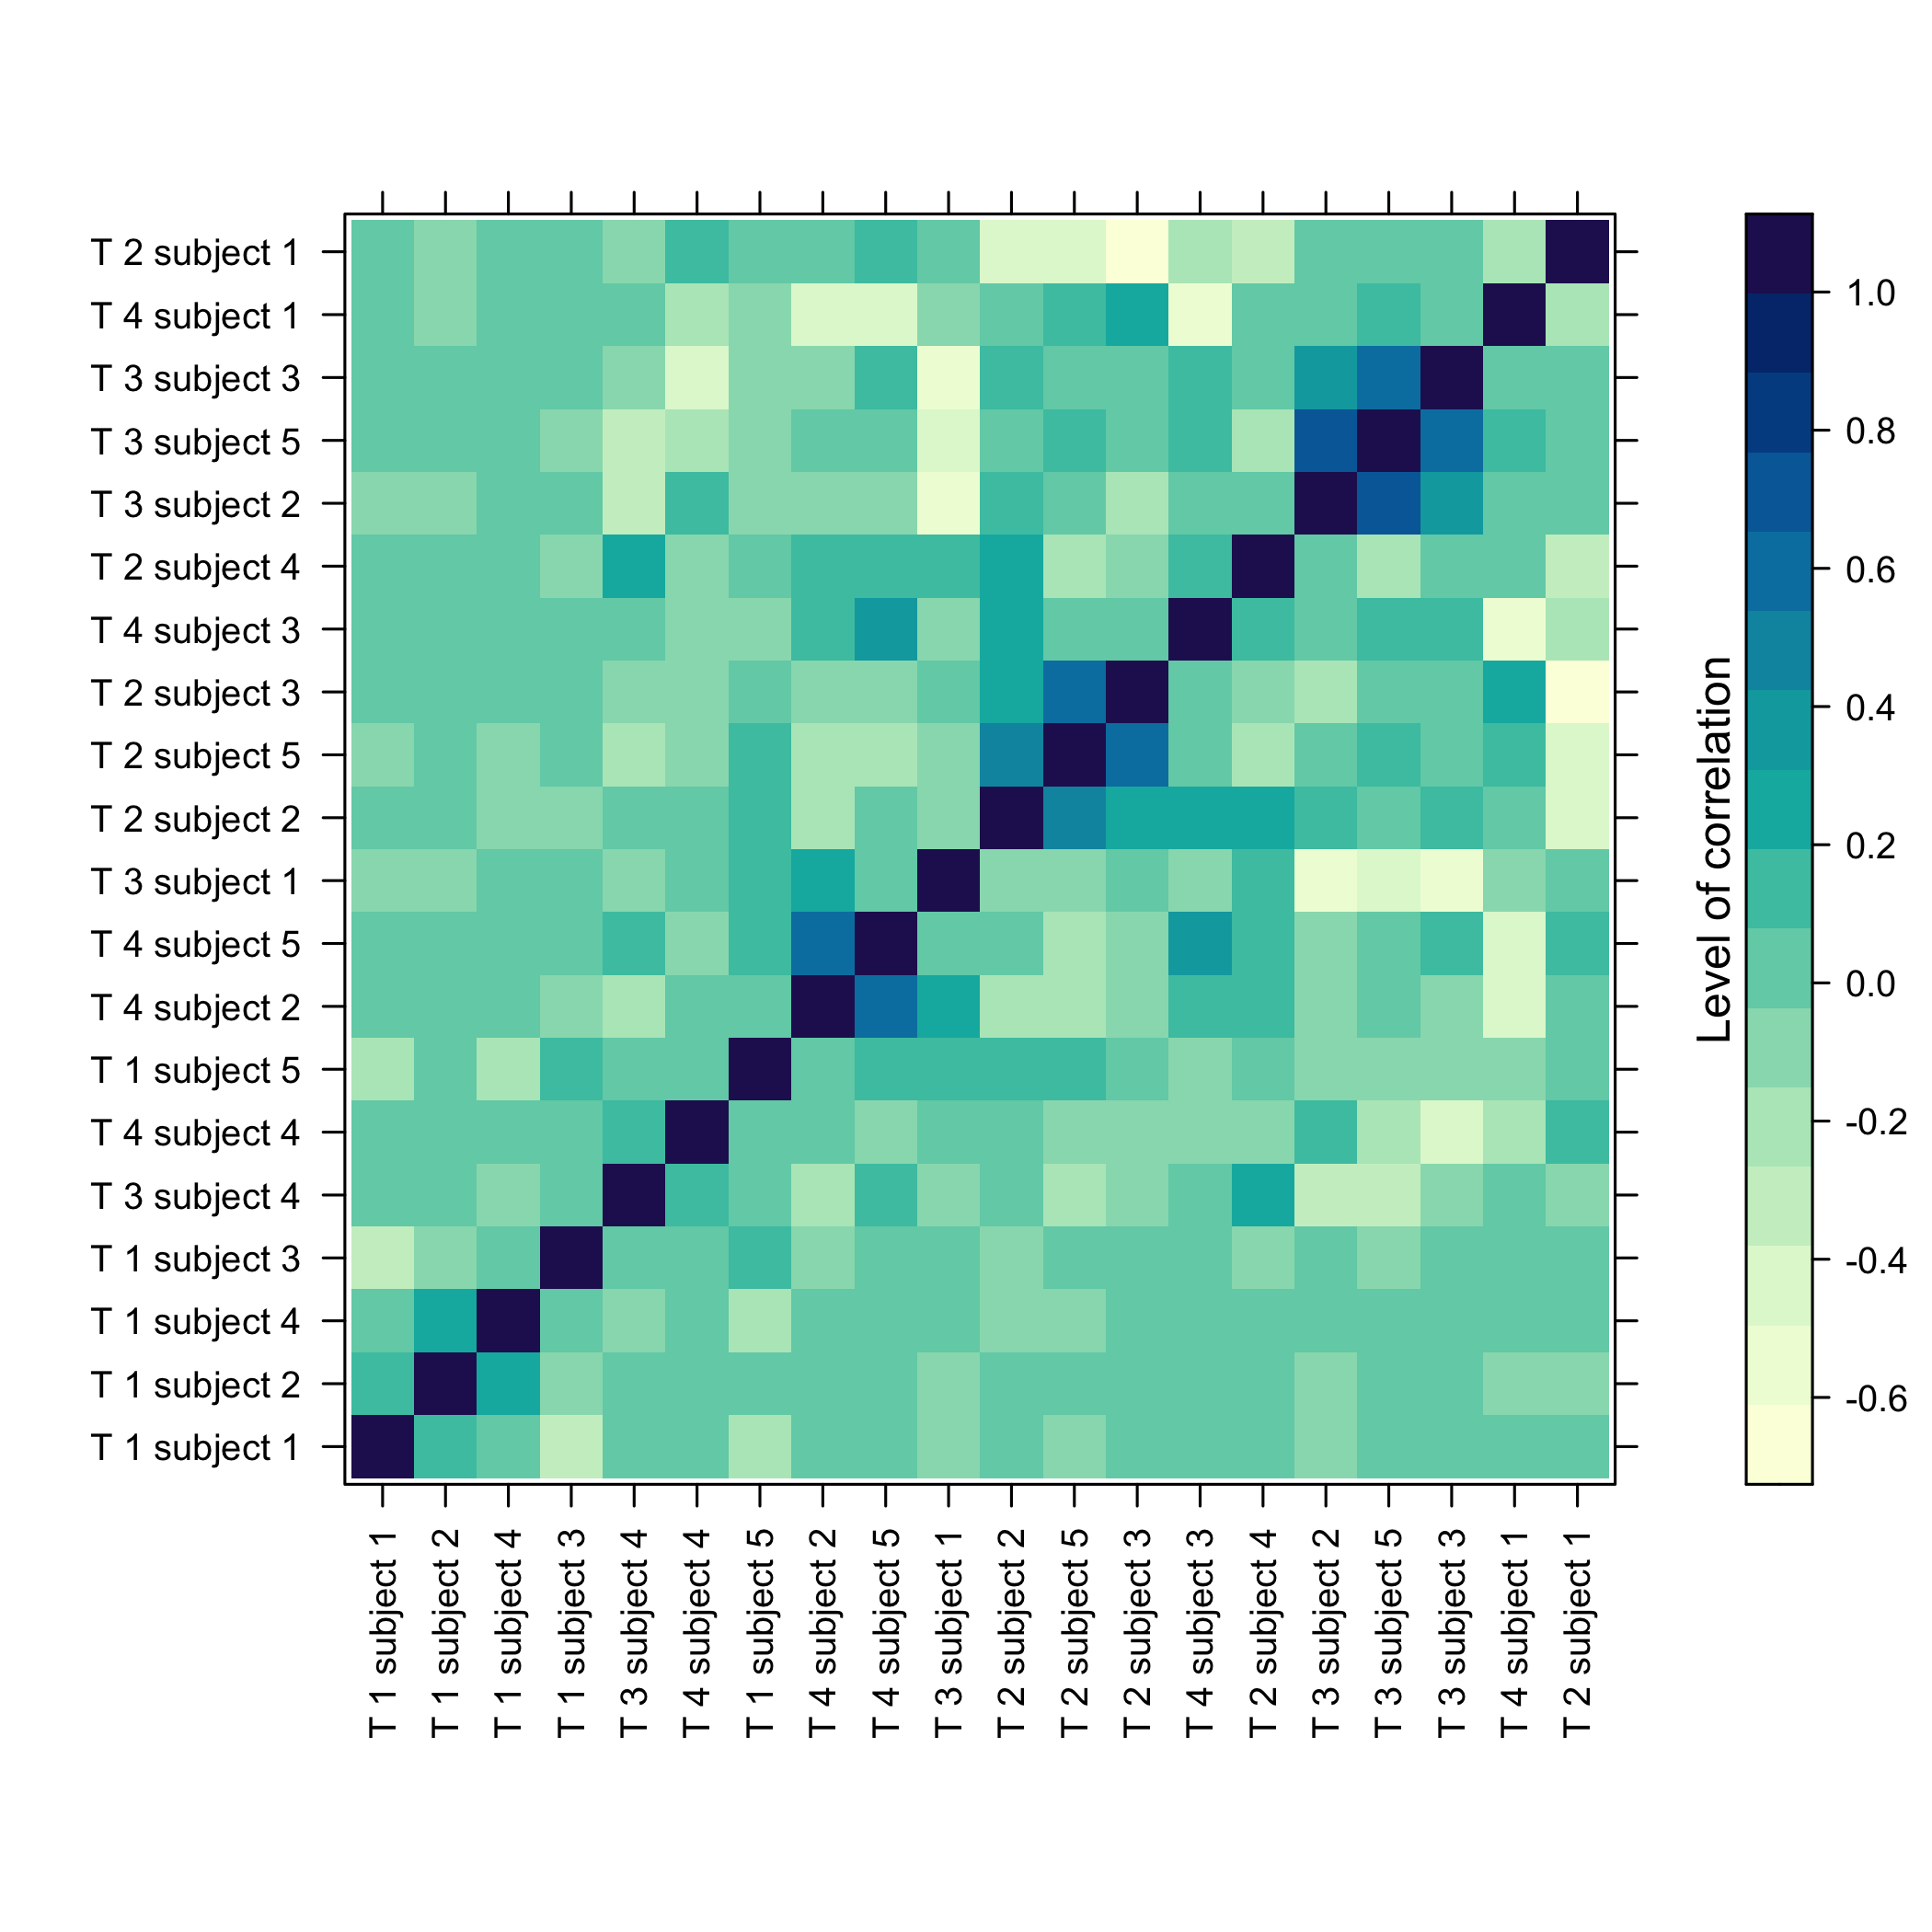 T 2 subject 1
T 4 subject 1
T 3 subject 3
T 3 subject 5
T 3 subject 2
T 2 subject 4
T 4 subject 3
T 2 subject 3
T 2 subject 5
T 2 subject 2
T 3 subject 1
T 4 subject 5
T 4 subject 2
T 1 subject 5
T 4 subject 4
T 3 subject 4
T 1 subject 3
T 1 subject 4
T 1 subject 2
T 1 subject 1
T 1 subject 1
T 1 subject 2
T 1 subject 4
T 1 subject 3
T 3 subject 4
T 4 subject 4
T 1 subject 5
T 4 subject 2
T 4 subject 5
T 3 subject 1
T 2 subject 2
T 2 subject 5
T 2 subject 3
T 4 subject 3
T 2 subject 4
T 3 subject 2
T 3 subject 5
T 3 subject 3
T 4 subject 1
T 2 subject 1
Level of correlation
1.0
0.8
0.6
0.4
0.2
0.0
-0.2
-0.4
-0.6